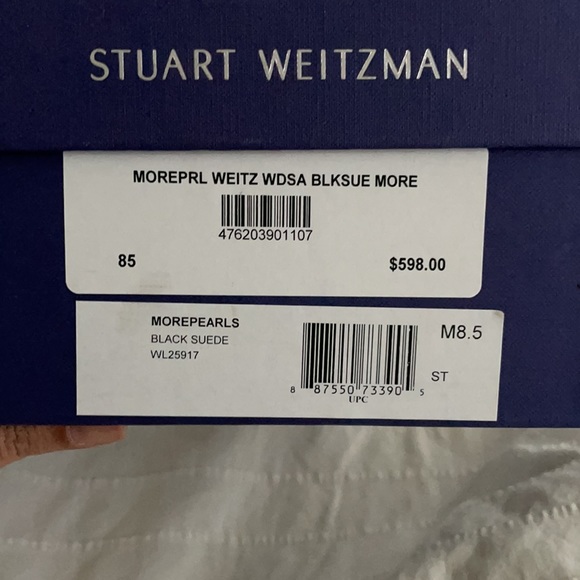 STUART WEITZMAN
MOREPRL WEITZ WDSA BLKSUE MORE
476203901107
85 $598.00
MOREPEARLS
BLACK SUEDE
WL25917
M8.5
ST
8 87550 73390 5
UPC